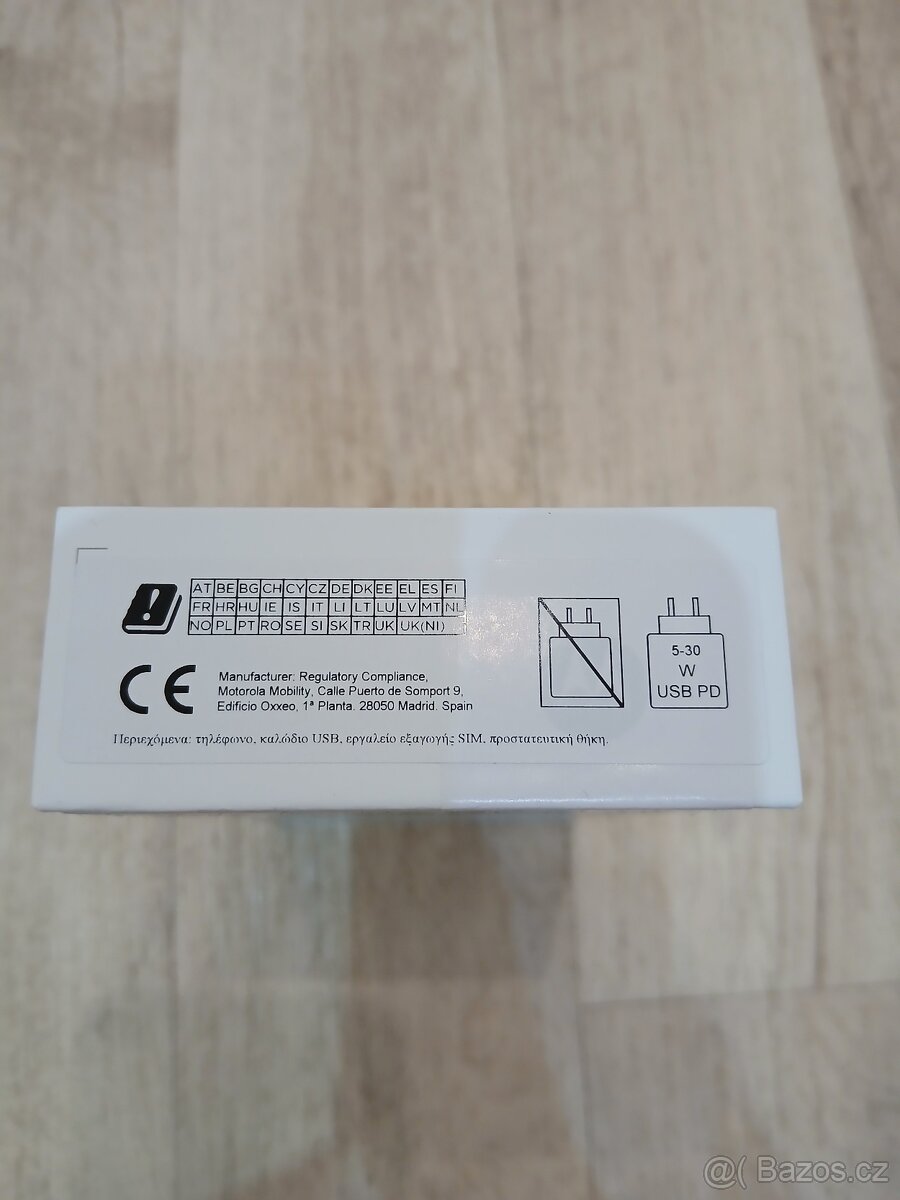 AT BE BG CH CY CZ DE DK EE EL ES FI
FR HR HU IE IS IT LI LT LU LV MT NL
NO PL PT RO SE SI SK TR UK UK(NI)
CE
Manufacturer: Regulatory Compliance,
Motorola Mobility, Calle Puerto de Somport 9,
Edificio Oxxeo, 1ª Planta. 28050 Madrid. Spain
5-30
W
USB PD
Περιεχόμενα: τηλέφωνο, καλώδιο USB, εργαλείο εξαγωγής SIM, προστατευτική θήκη.
@( Bazos.cz